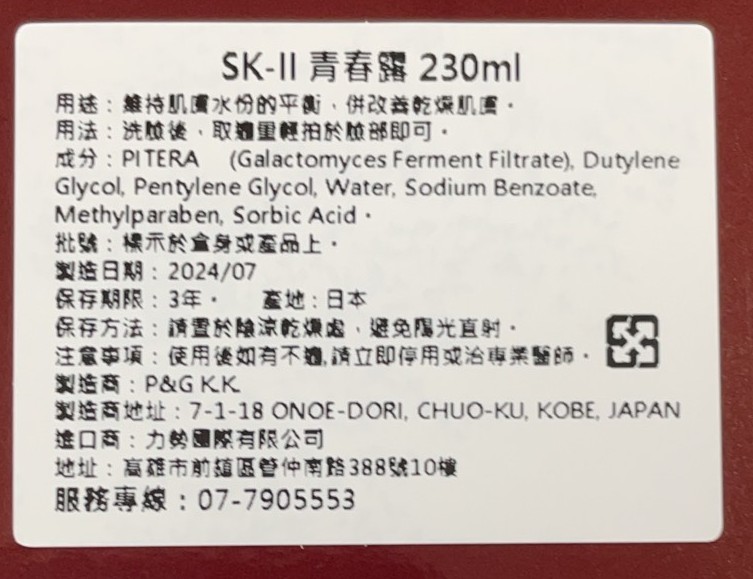 SK-II 青春露 230ml
用途：維持肌膚水份的平衡，併改善乾燥肌膚。
用法：洗臉後，取適量輕拍於臉部即可。
成分：PITERA (Galactomyces Ferment Filtrate), Dutylene
Glycol, Pentylene Glycol, Water, Sodium Benzoate,
Methylparaben, Sorbic Acid。
批號：標示於盒身或產品上。
製造日期：2024/07
保存期限：3年。 產地：日本
保存方法：請置於陰涼乾燥處，避免陽光直射。
注意事項：使用後如有不適,請立即停用或洽專業醫師。
製造商：P&G K.K.
製造商地址：7-1-18 ONOE-DORI, CHUO-KU, KOBE, JAPAN
進口商：力勢國際有限公司
地址：高雄市前鎮區管仲南路388號10樓
服務專線：07-7905553